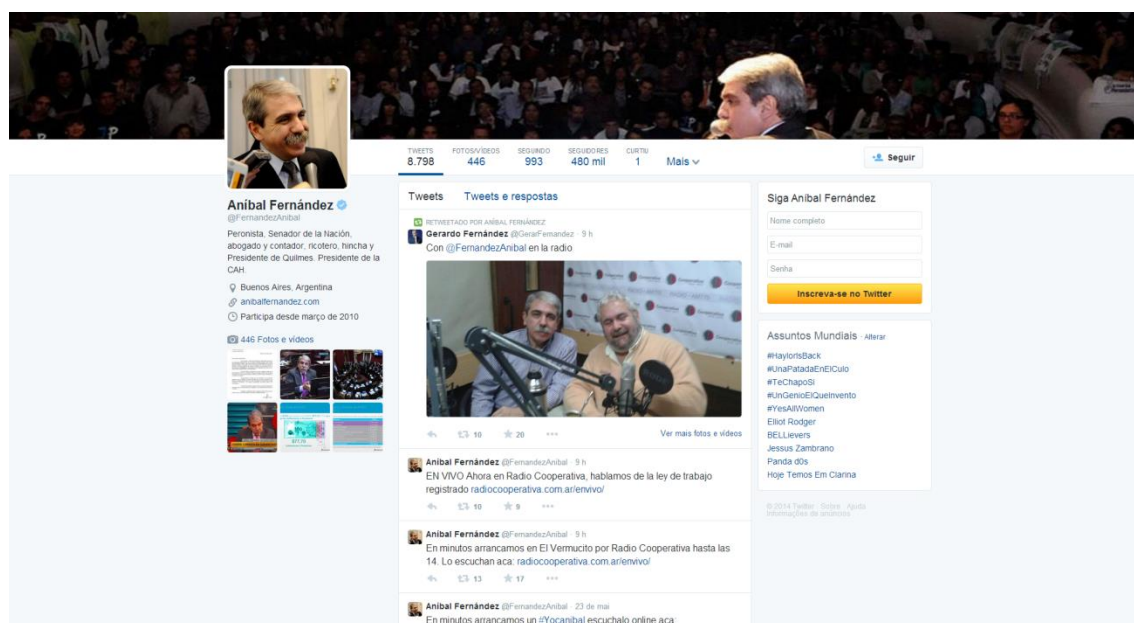 TWEETS
8.798
FOTOS/VÍDEOS
446
SEGUINDO
993
SEGUIDORES
480 mil
CURTIU
1
Mais
Seguir
Aníbal Fernández
@FernandezAnibal
Peronista, Senador de la Nación,
abogado y contador, ricotero, hincha y
Presidente de Quilmes. Presidente de la
CAH.
Buenos Aires, Argentina
anibalfernandez.com
Participa desde março de 2010
446 Fotos e vídeos
Tweets Tweets e respostas
RETWEETADO POR ANÍBAL FERNÁNDEZ
Gerardo Fernández @GerarFernandez · 9 h
Con @FernandezAnibal en la radio
Cooperativa
10 20
Ver mais fotos e vídeos
Aníbal Fernández @FernandezAnibal · 9 h
EN VIVO Ahora en Radio Cooperativa, hablamos de la ley de trabajo
registrado radiocooperativa.com.ar/envivo/
10 9
Aníbal Fernández @FernandezAnibal · 9 h
En minutos arrancamos en El Vermucito por Radio Cooperativa hasta las
14. Lo escuchan aca: radiocooperativa.com.ar/envivo/
13 17
Aníbal Fernández @FernandezAnibal · 23 de mai
En minutos arrancamos un #Yocanibal escuchalo online aca:
Siga Aníbal Fernández
Nome completo
E-mail
Senha
Inscreva-se no Twitter
Assuntos Mundiais · Alterar
#HaylorIsBack
#UnaPatadaEnElCulo
#TeChapoSi
#UnGenioElQueInvento
#YesAllWomen
Elliot Rodger
BELLievers
Jessus Zambrano
Panda d0s
Hoje Temos Em Clarina
© 2014 Twitter Sobre Ajuda
Informações de anúncios